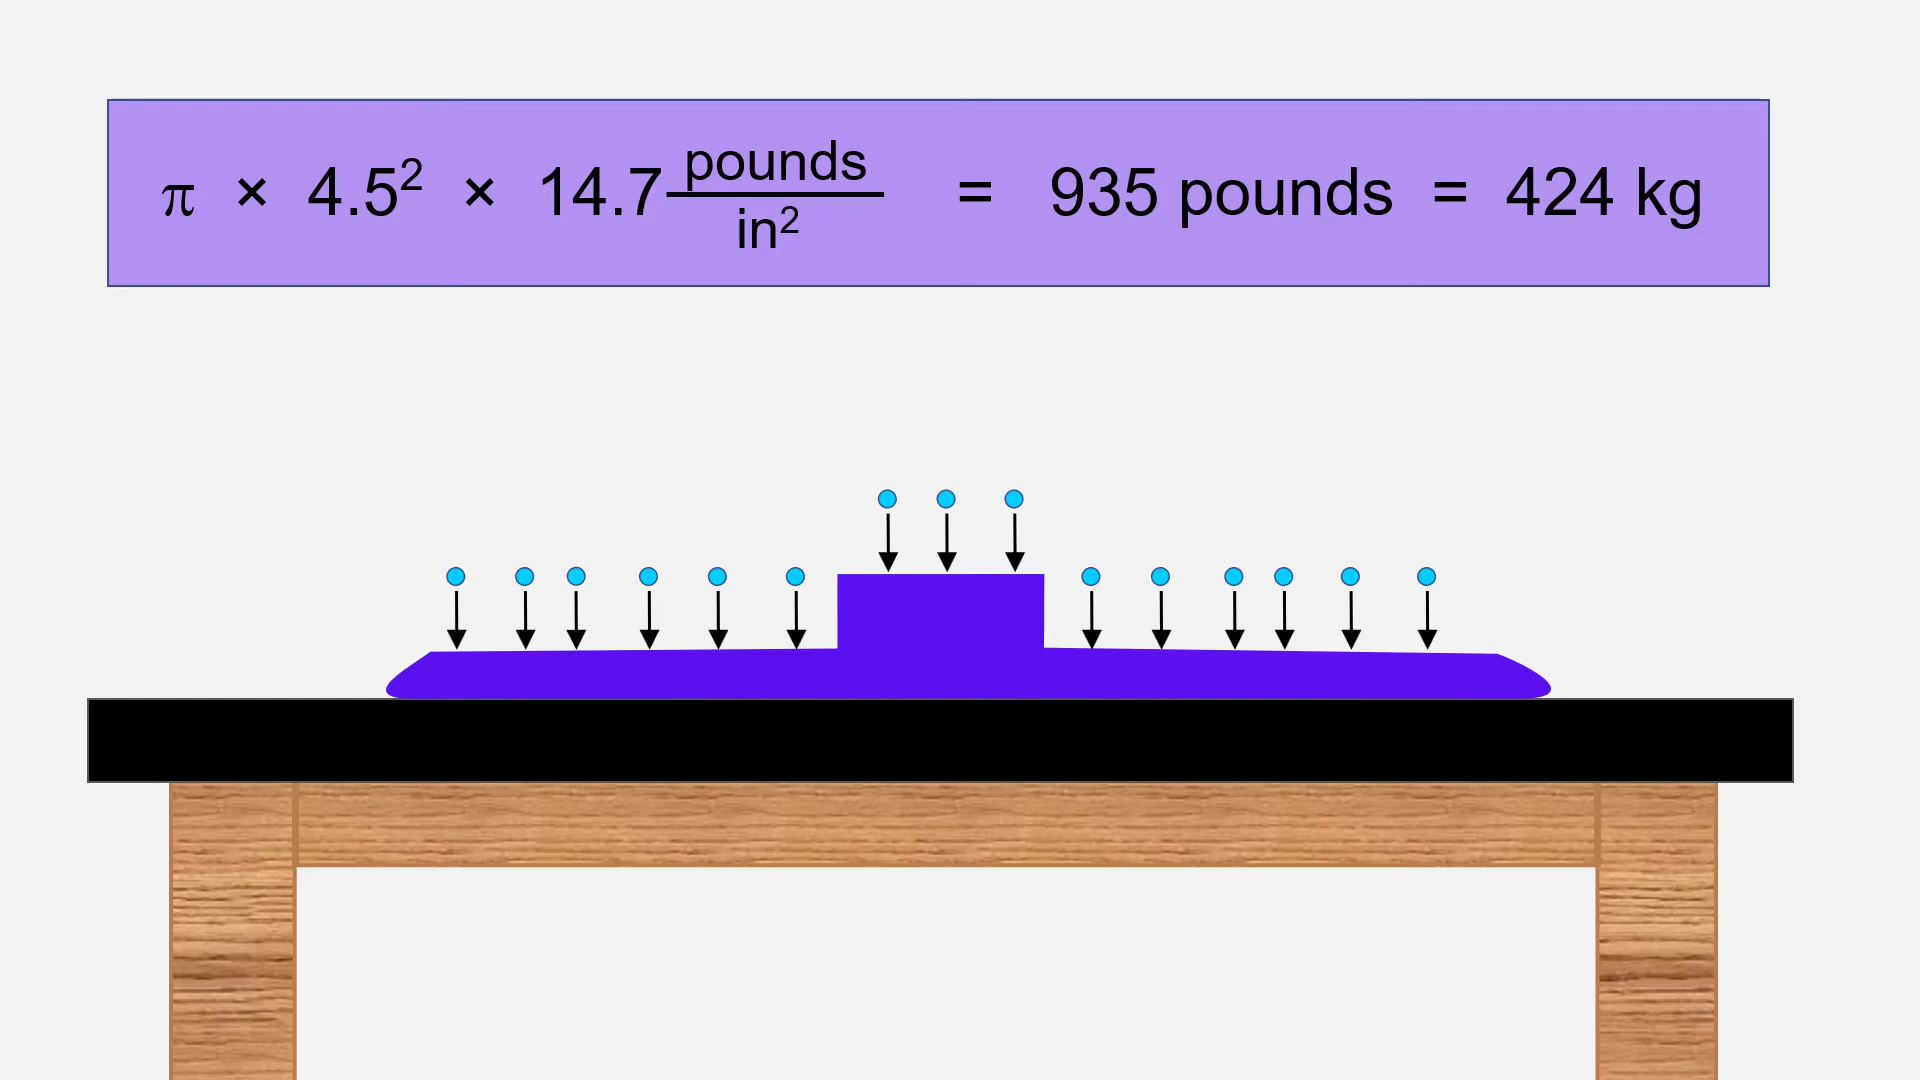 π × 4.5² × 14.7 pounds/in² = 935 pounds = 424 kg